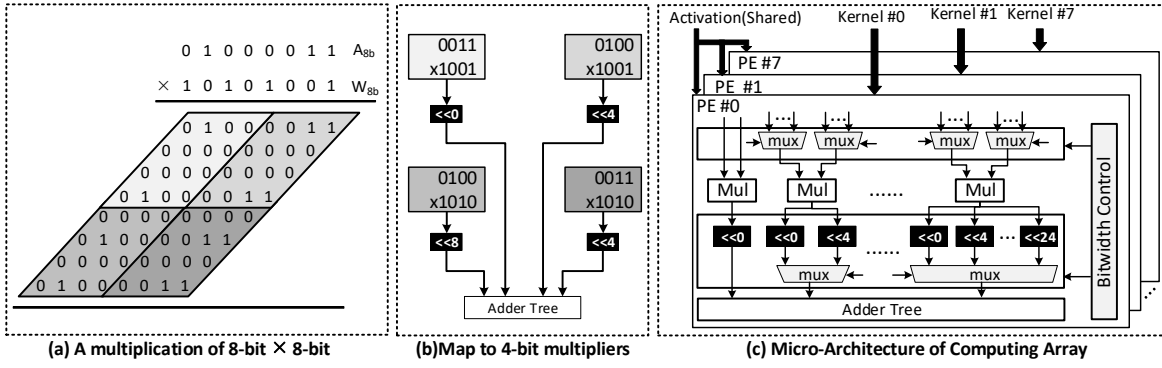 0 1 0 0 0 0 1 1 A8b
× 1 0 1 0 1 0 0 1 W8b
0 1 0 0 0 0 1 1
0 0 0 0 0 0 0 0
0 0 0 0 0 0 0 0
0 1 0 0 0 0 1 1
0 0 0 0 0 0 0 0
0 1 0 0 0 0 1 1
0 0 0 0 0 0 0 0
0 1 0 0 0 0 1 1
(a) A multiplication of 8-bit × 8-bit
0011
x1001
0100
x1001
<<0
<<4
0100
x1010
0011
x1010
<<8
<<4
Adder Tree
(b)Map to 4-bit multipliers
Activation(Shared)
Kernel #0
Kernel #1
Kernel #7
PE #7
PE #1
PE #0
... ... ... ...
mux mux ... mux mux
Mul Mul ...... Mul
<<0 <<0 <<4 ...... <<0 <<4 ... <<24
mux mux
Adder Tree
Bitwidth Control
...
(c) Micro-Architecture of Computing Array